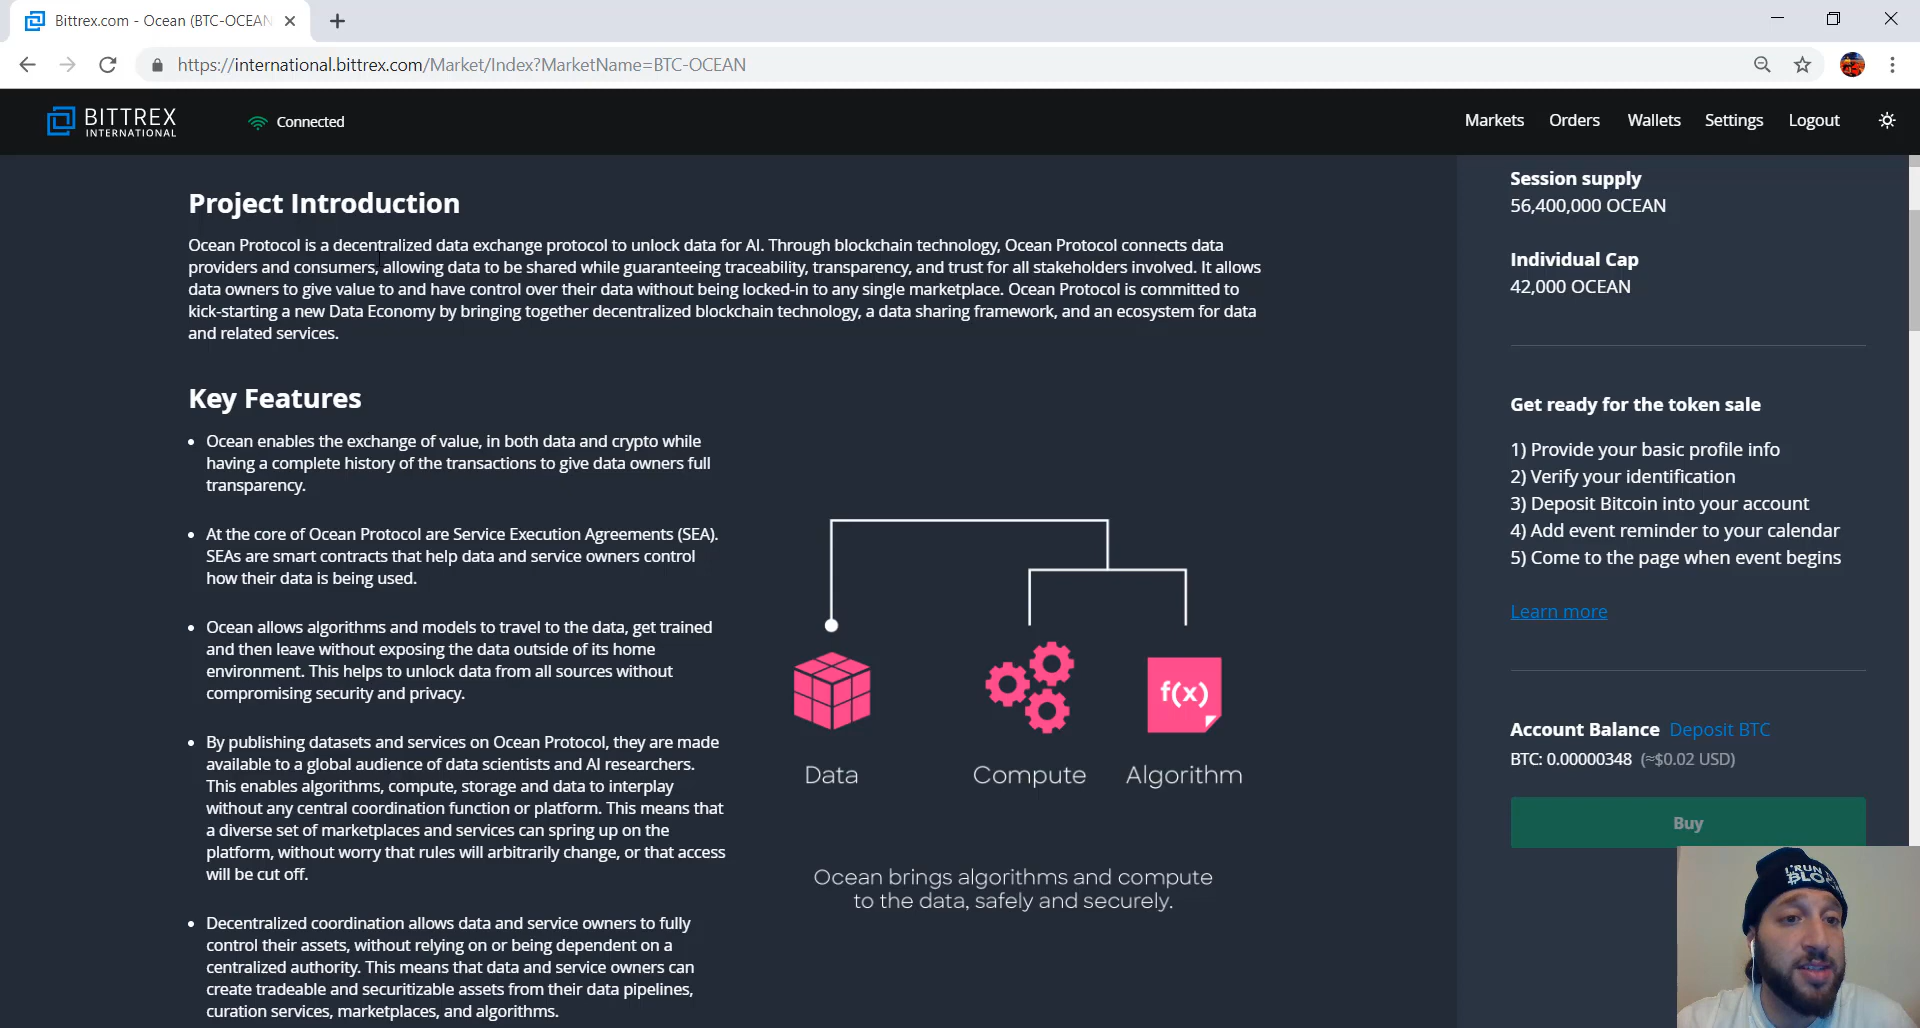 Bittrex.com - Ocean (BTC-OCEAN
https://international.bittrex.com/Market/Index?MarketName=BTC-OCEAN
BITTREX
INTERNATIONAL
Connected
Markets
Orders
Wallets
Settings
Logout
Project Introduction
Ocean Protocol is a decentralized data exchange protocol to unlock data for AI. Through blockchain technology, Ocean Protocol connects data
providers and consumers, allowing data to be shared while guaranteeing traceability, transparency, and trust for all stakeholders involved. It allows
data owners to give value to and have control over their data without being locked-in to any single marketplace. Ocean Protocol is committed to
kick-starting a new Data Economy by bringing together decentralized blockchain technology, a data sharing framework, and an ecosystem for data
and related services.
Key Features
Ocean enables the exchange of value, in both data and crypto while
having a complete history of the transactions to give data owners full
transparency.
At the core of Ocean Protocol are Service Execution Agreements (SEA).
SEAs are smart contracts that help data and service owners control
how their data is being used.
Ocean allows algorithms and models to travel to the data, get trained
and then leave without exposing the data outside of its home
environment. This helps to unlock data from all sources without
compromising security and privacy.
By publishing datasets and services on Ocean Protocol, they are made
available to a global audience of data scientists and AI researchers.
This enables algorithms, compute, storage and data to interplay
without any central coordination function or platform. This means that
a diverse set of marketplaces and services can spring up on the
platform, without worry that rules will arbitrarily change, or that access
will be cut off.
Decentralized coordination allows data and service owners to fully
control their assets, without relying on or being dependent on a
centralized authority. This means that data and service owners can
create tradeable and securitizable assets from their data pipelines,
curation services, marketplaces, and algorithms.
f(x)
Data
Compute
Algorithm
Ocean brings algorithms and compute
to the data, safely and securely.
Session supply
56,400,000 OCEAN
Individual Cap
42,000 OCEAN
Get ready for the token sale
1) Provide your basic profile info
2) Verify your identification
3) Deposit Bitcoin into your account
4) Add event reminder to your calendar
5) Come to the page when event begins
Learn more
Account Balance Deposit BTC
BTC: 0.00000348 (≈$0.02 USD)
Buy
I RUN